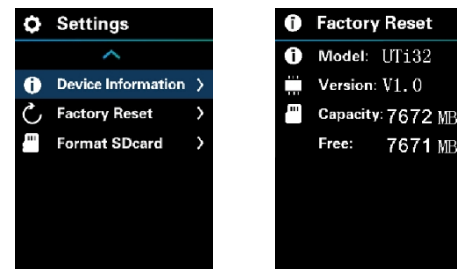 Settings
Device Information
Factory Reset
Format SDcard
Factory Reset
Model: UTi32
Version: V1.0
Capacity: 7672 MB
Free: 7671 MB